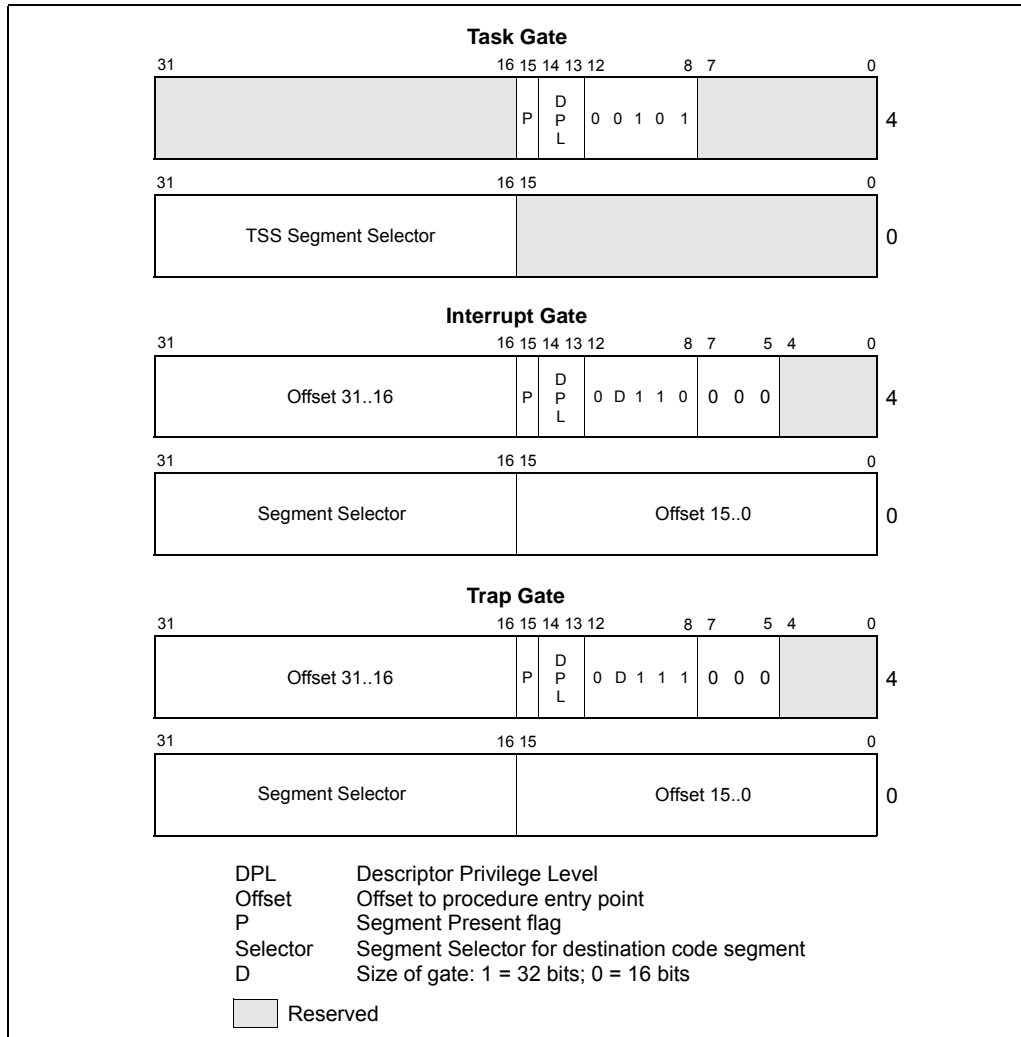 Task Gate
31 16 15 14 13 12 8 7 0
P D P L 0 0 1 0 1 4
31 16 15 0
TSS Segment Selector 0
Interrupt Gate
31 16 15 14 13 12 8 7 5 4 0
Offset 31..16 P D P L 0 D 1 1 0 0 0 0 4
31 16 15 0
Segment Selector Offset 15..0 0
Trap Gate
31 16 15 14 13 12 8 7 5 4 0
Offset 31..16 P D P L 0 D 1 1 1 0 0 0 4
31 16 15 0
Segment Selector Offset 15..0 0
DPL Descriptor Privilege Level
Offset Offset to procedure entry point
P Segment Present flag
Selector Segment Selector for destination code segment
D Size of gate: 1 = 32 bits; 0 = 16 bits
Reserved